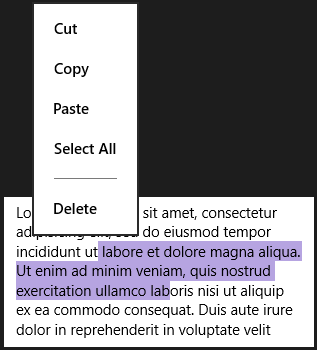 Cut
Copy
Paste
Select All
Delete
sit amet, consectetur
do eiusmod tempor
incididunt ut labore et dolore magna aliqua.
Ut enim ad minim veniam, quis nostrud
exercitation ullamco laboris nisi ut aliquip
ex ea commodo consequat. Duis aute irure
dolor in reprehenderit in voluptate velit